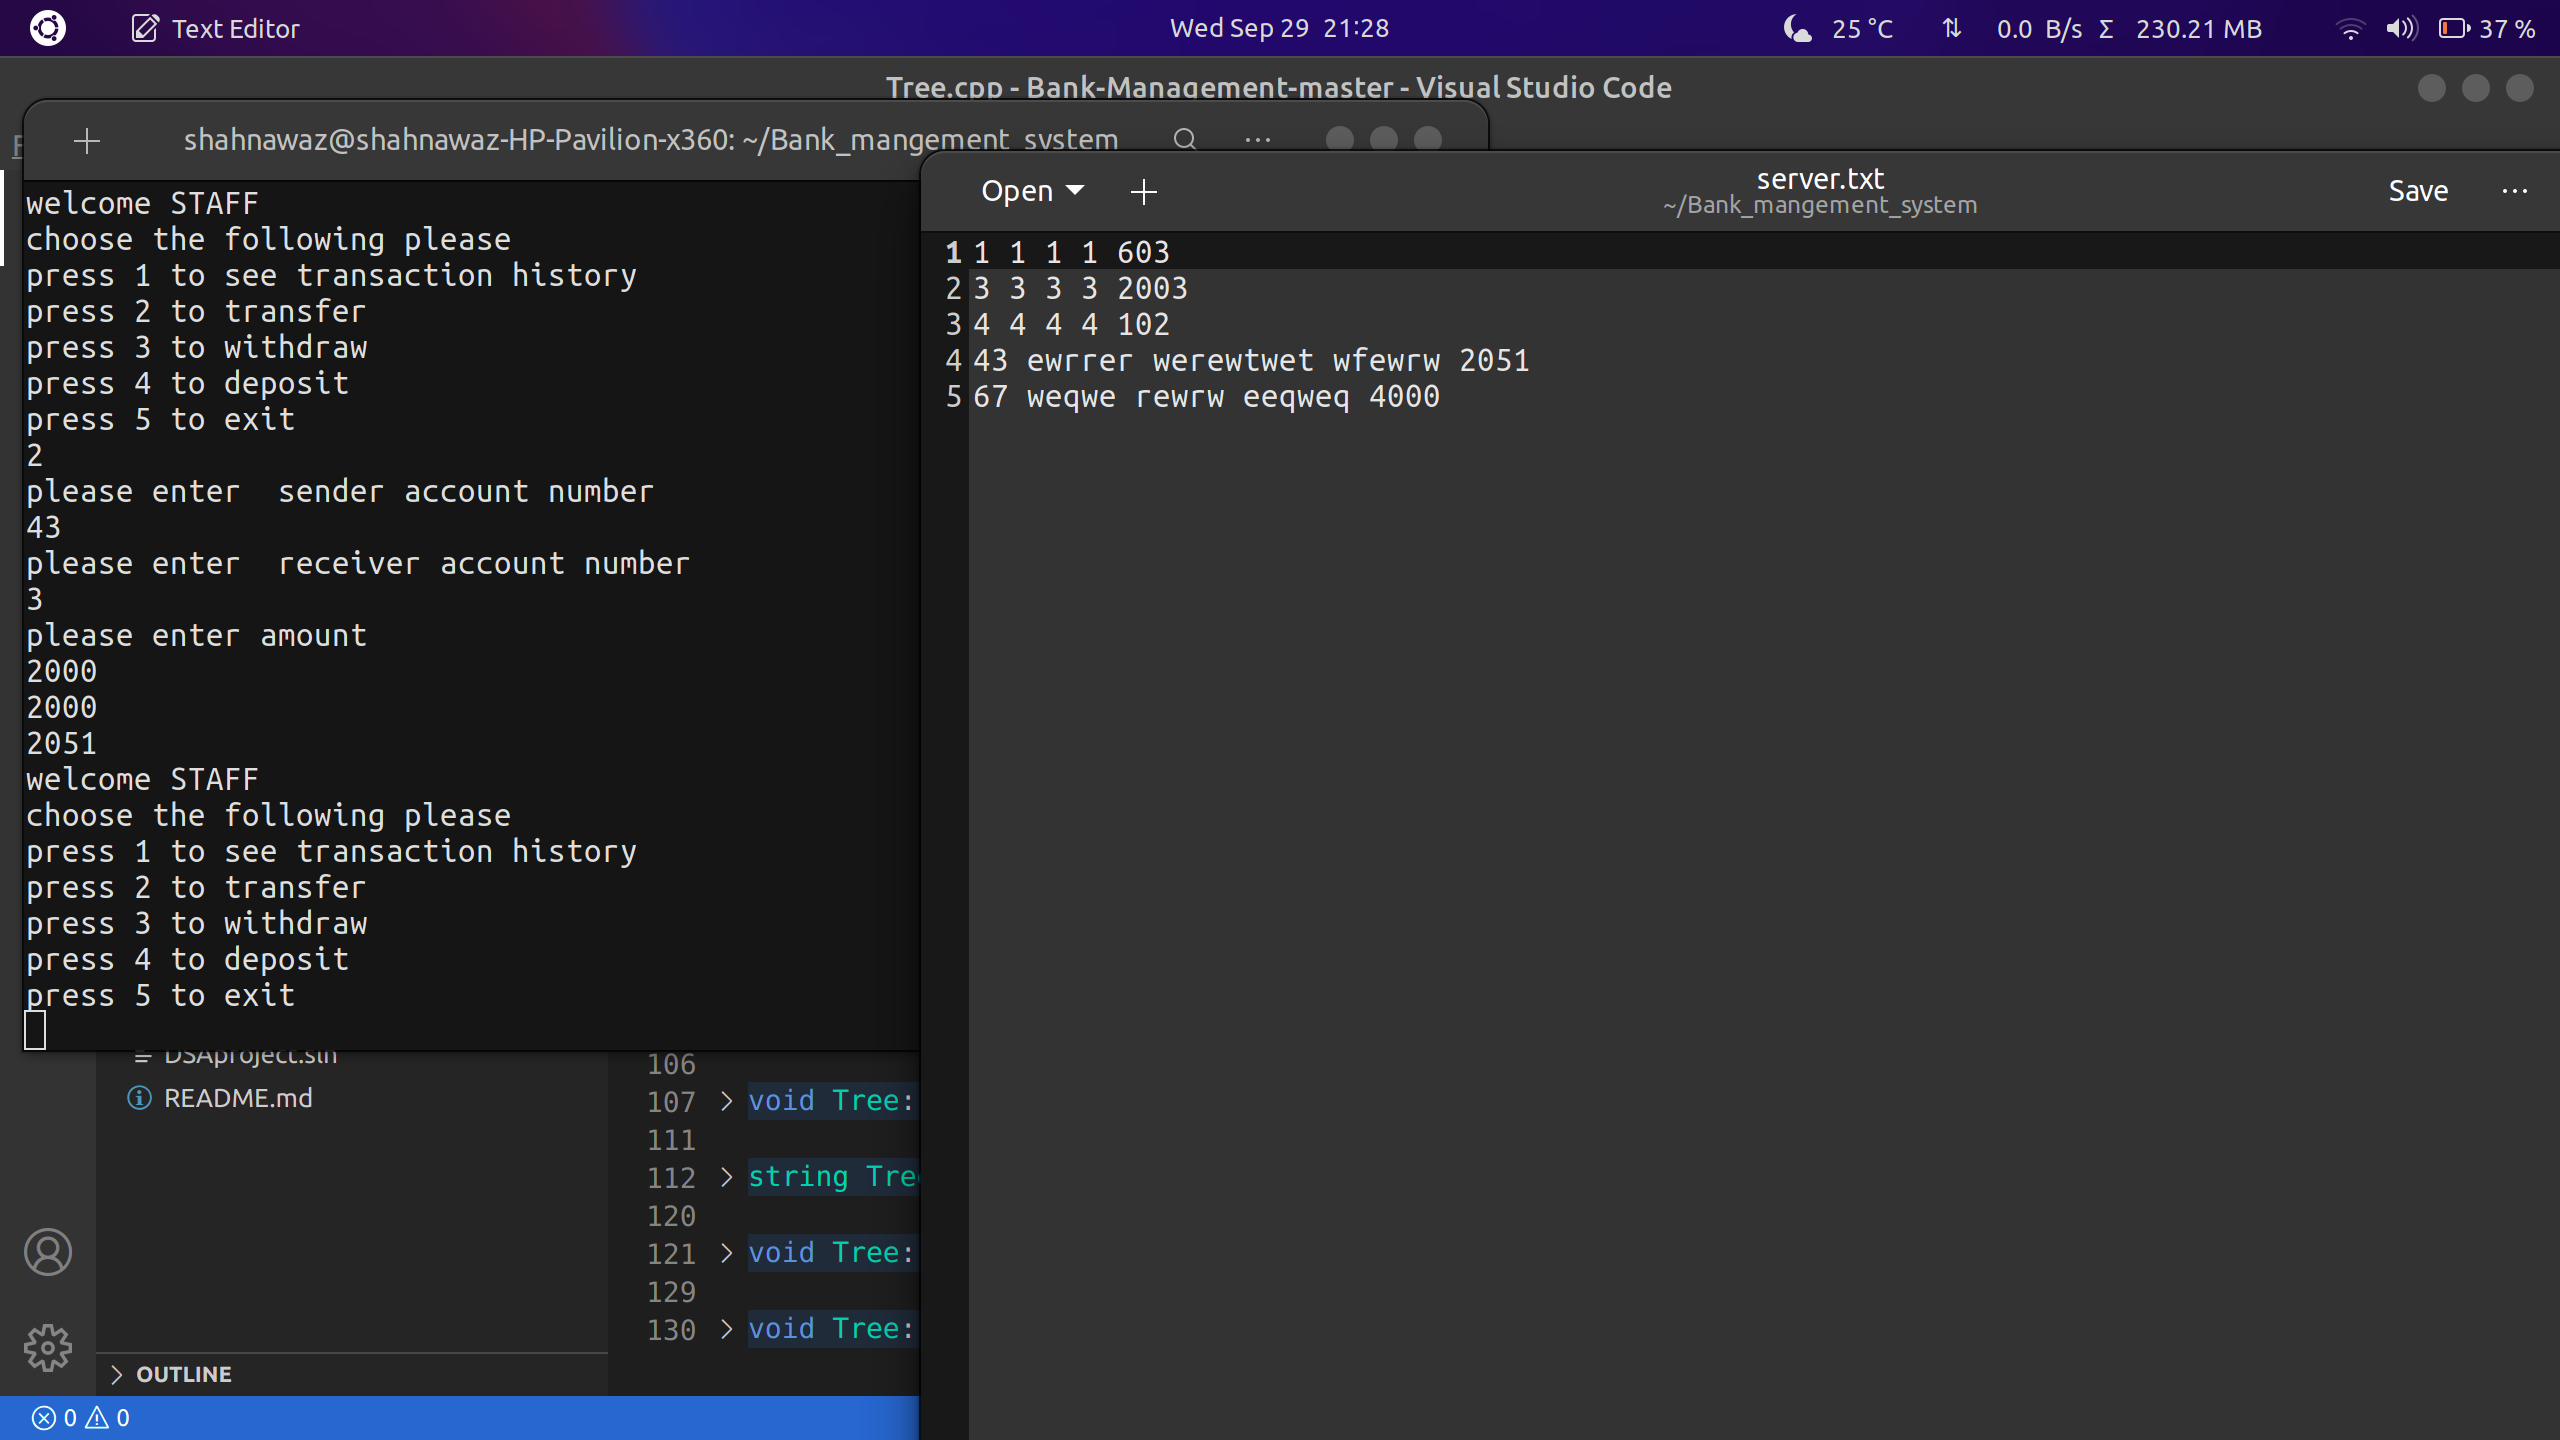 Text Editor
Wed Sep 29 21:28
25 °C
0.0 B/s Σ 230.21 MB
37 %
Tree.cpp - Bank-Management-master - Visual Studio Code
shahnawaz@shahnawaz-HP-Pavilion-x360: ~/Bank_mangement_system
welcome STAFF
choose the following please
press 1 to see transaction history
press 2 to transfer
press 3 to withdraw
press 4 to deposit
press 5 to exit
2
please enter  sender account number
43
please enter  receiver account number
3
please enter amount
2000
2000
2051
welcome STAFF
choose the following please
press 1 to see transaction history
press 2 to transfer
press 3 to withdraw
press 4 to deposit
press 5 to exit
Open
server.txt
~/Bank_mangement_system
Save
1 1 1 1 1 603
2 3 3 3 3 2003
3 4 4 4 4 102
4 43 ewrrer werewtwet wfewrw 2051
5 67 weqwe rewrw eeqweq 4000
DSAproject.sln
README.md
OUTLINE
106
107 void Tree:
111
112 string Tre
120
121 void Tree:
129
130 void Tree:
0 0